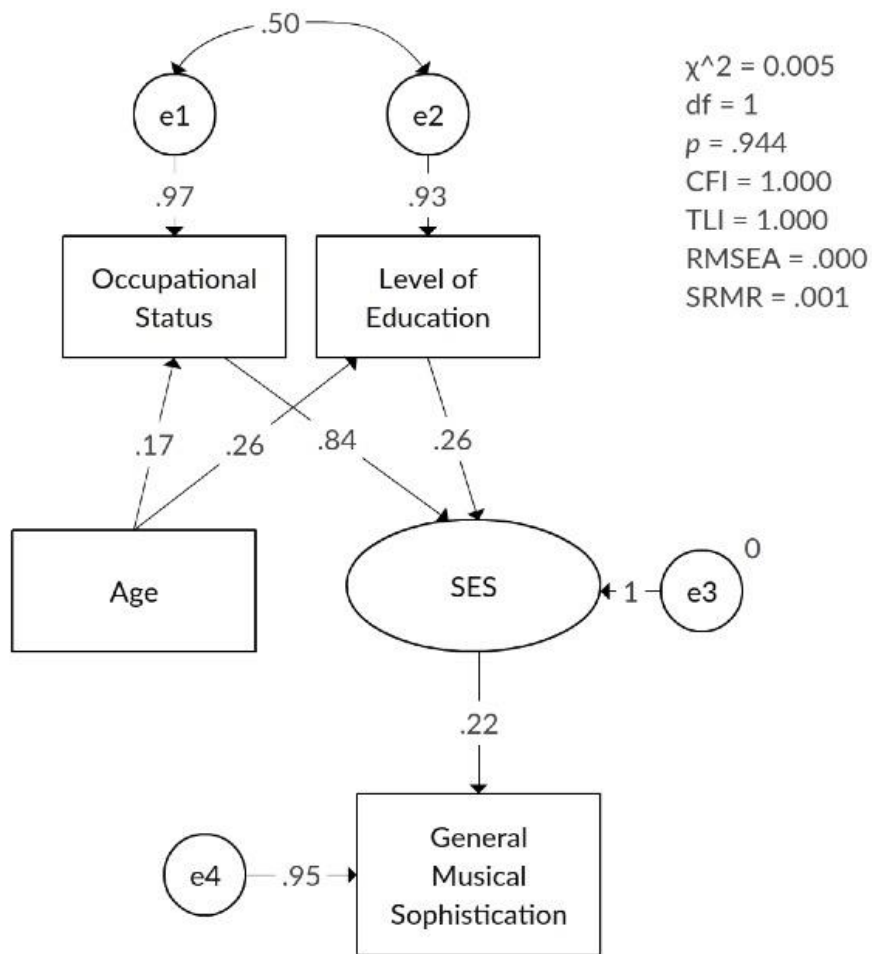 .50
e1
e2
χ^2 = 0.005
df = 1
p = .944
CFI = 1.000
TLI = 1.000
RMSEA = .000
SRMR = .001
.97
.93
Occupational
Status
Level of
Education
.17
.26
.84
.26
Age
SES
1
e3
0
.22
General
Musical
Sophistication
e4
.95